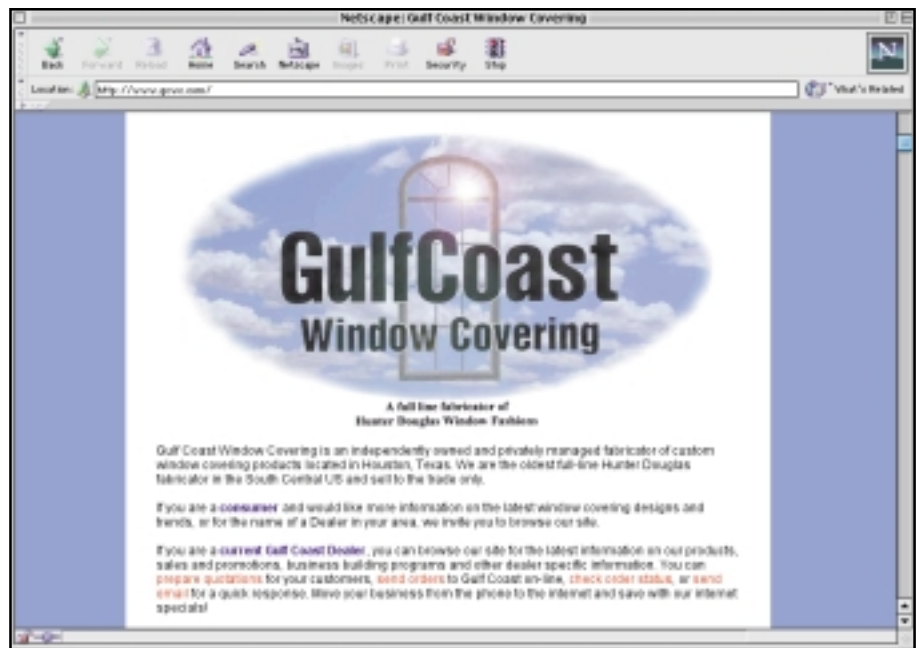 Netscape: Gulf Coast Window Covering
Back Forward Reload Home Search Netscape Images Print Security Stop
N
Location: What's Related
GulfCoast
Window Covering
A full line fabricator of
Hunter Douglas Window Fashions
Gulf Coast Window Covering is an independently owned and privately managed fabricator of custom
window covering products located in Houston, Texas. We are the oldest full-line Hunter Douglas
fabricator in the South Central US and sell to the trade only.
If you are a consumer and would like more information on the latest window covering designs and
trends, or for the name of a Dealer in your area, we invite you to browse our site.
If you are a current Gulf Coast Dealer, you can browse our site for the latest information on our products,
sales and promotions, business building programs and other dealer specific information. You can
prepare quotations for your customers, send orders to Gulf Coast on-line, check order status, or send
email for a quick response. Move your business from the phone to the internet and save with our internet
specials!